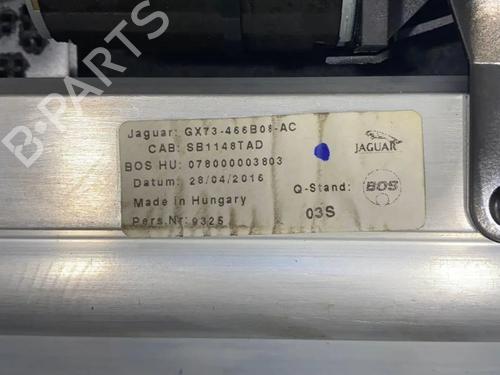 Jaguar: GX73-466B08-AC
CAB: SB1148TAD
JAGUAR
BOS HU: 078000003803
Datum: 28/04/2016
Q-Stand: BOS
Made in Hungary
03S
Pers.Nr: 032S
B-PARTS